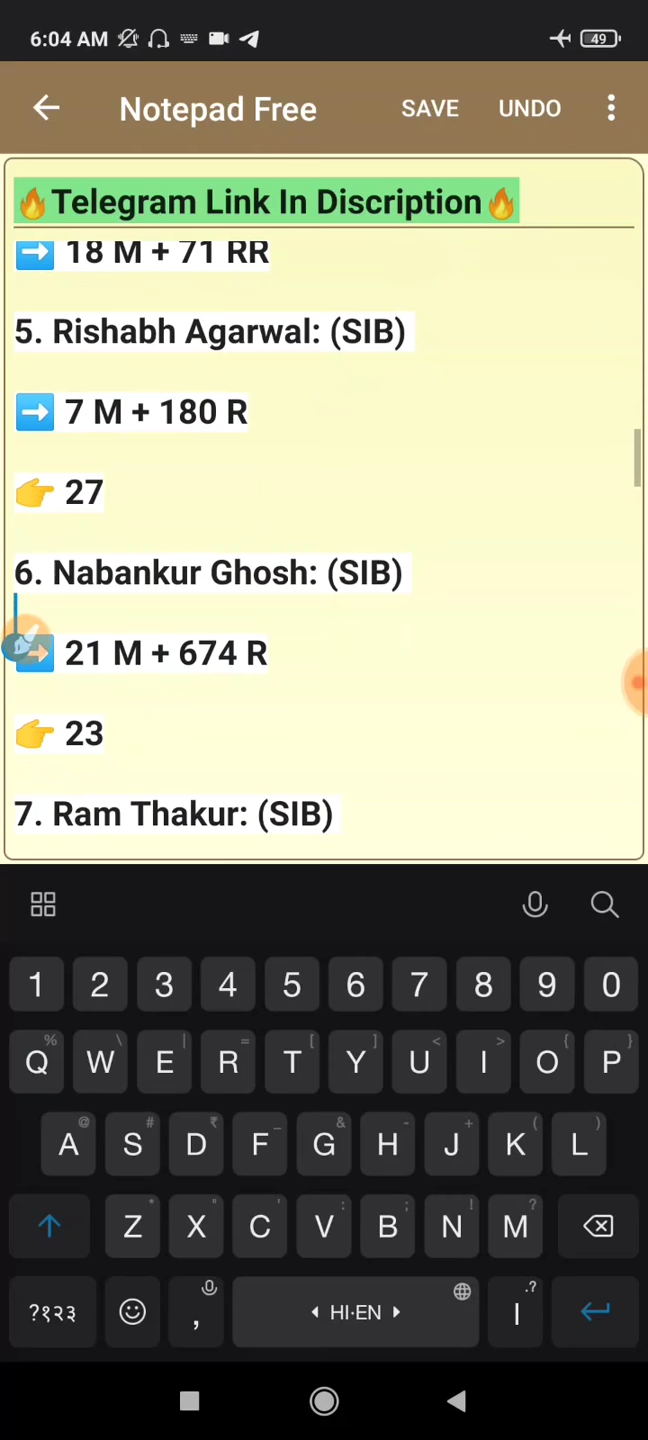 6:04 AM 49
Notepad Free SAVE UNDO
🔥Telegram Link In Discription🔥
➡️ 18 M + 71 RR
5. Rishabh Agarwal: (SIB)
➡️ 7 M + 180 R
👉 27
6. Nabankur Ghosh: (SIB)
➡️ 21 M + 674 R
👉 23
7. Ram Thakur: (SIB)
1 2 3 4 5 6 7 8 9 0
% \ | = [ ] < > { }
Q W E R T Y U I O P
@ # ₹ _ & - + ( )
A S D F G H J K L
* " ' : ; ! ?
Z X C V B N M
?१२३ , HI·EN .? |